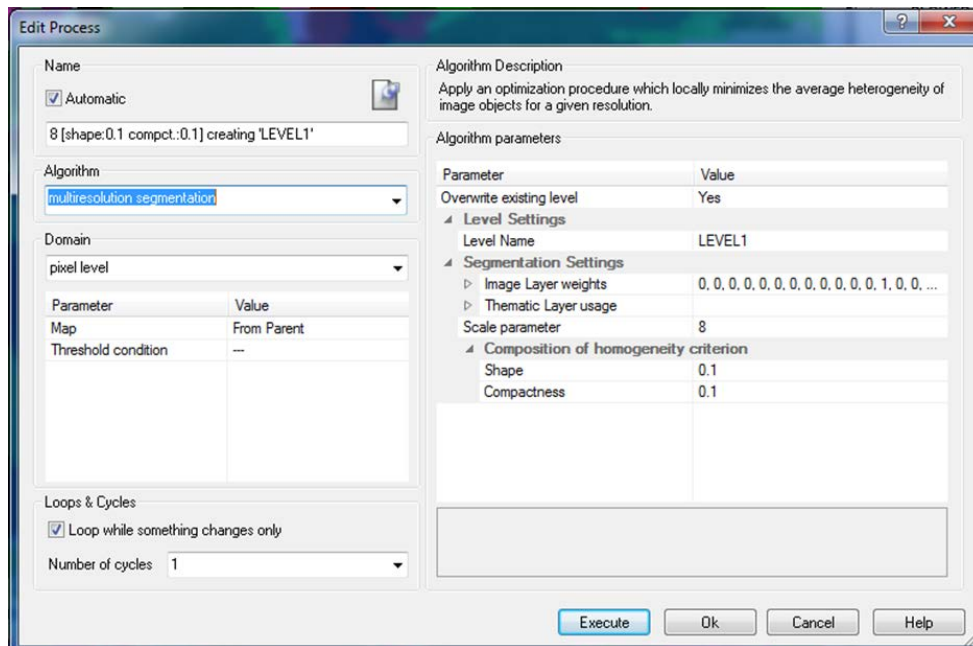 Edit Process
Name
Automatic
8 [shape:0.1 compct.:0.1] creating 'LEVEL1'
Algorithm
multiresolution segmentation
Domain
pixel level
Parameter Value
Map From Parent
Threshold condition ---
Loops & Cycles
Loop while something changes only
Number of cycles 1
Algorithm Description
Apply an optimization procedure which locally minimizes the average heterogeneity of
image objects for a given resolution.
Algorithm parameters
Parameter Value
Overwrite existing level Yes
Level Settings
Level Name LEVEL1
Segmentation Settings
Image Layer weights 0, 0, 0, 0, 0, 0, 0, 0, 0, 0, 0, 0, 1, 0, 0, ...
Thematic Layer usage
Scale parameter 8
Composition of homogeneity criterion
Shape 0.1
Compactness 0.1
Execute Ok Cancel Help